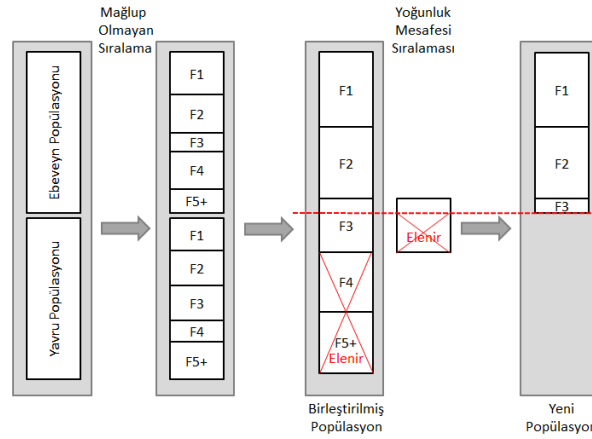 Mağlup
Olmayan
Sıralama
Yoğunluk
Mesafesi
Sıralaması
Ebeveyn Popülasyonu
Yavru Popülasyonu
F1
F2
F3
F4
F5+
F1
F2
F3
F4
F5+
F1
F2
F3
F4
F5+
Elenir
Elenir
F1
F2
F3
Birleştirilmiş
Popülasyon
Yeni
Popülasyon